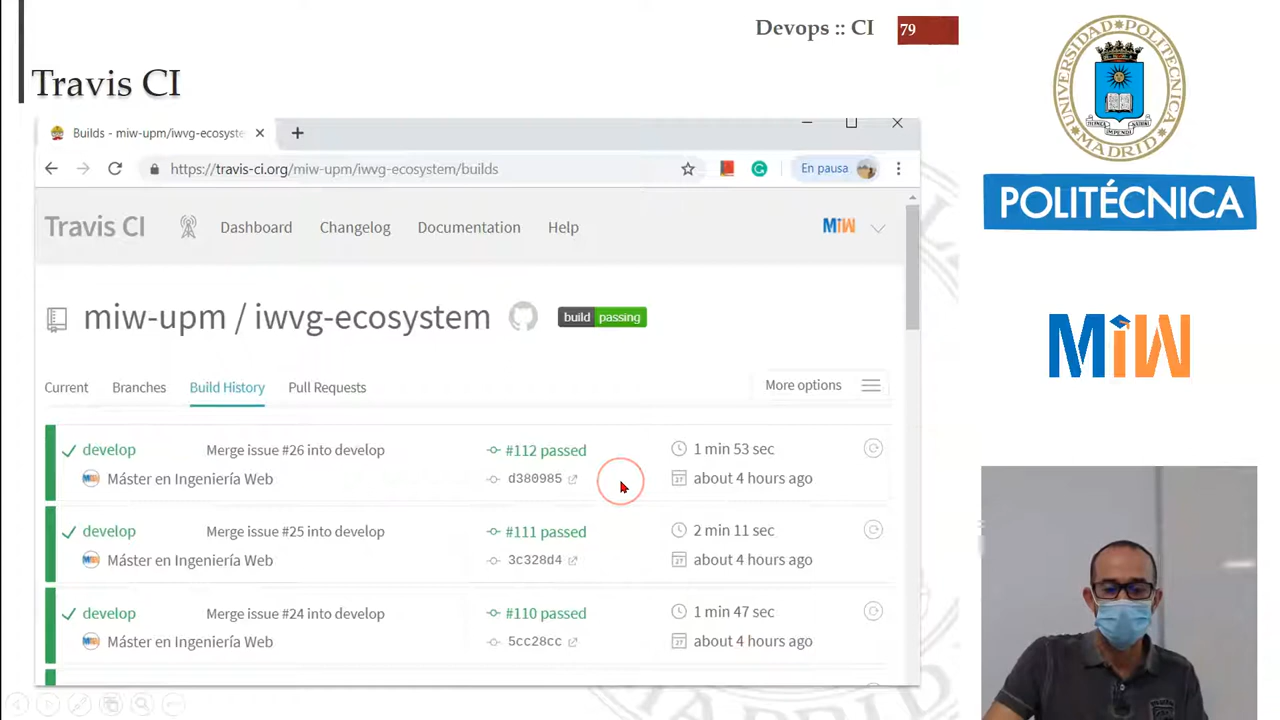 Devops :: CI 79
Travis CI
Builds - miw-upm/iwvg-ecosyste
https://travis-ci.org/miw-upm/iwvg-ecosystem/builds
En pausa
Travis CI Dashboard Changelog Documentation Help MiW
miw-upm / iwvg-ecosystem build passing
Current Branches Build History Pull Requests More options
develop Merge issue #26 into develop #112 passed 1 min 53 sec
Máster en Ingeniería Web d380985 about 4 hours ago
develop Merge issue #25 into develop #111 passed 2 min 11 sec
Máster en Ingeniería Web 3c328d4 about 4 hours ago
develop Merge issue #24 into develop #110 passed 1 min 47 sec
Máster en Ingeniería Web 5cc28cc about 4 hours ago
UNIVERSIDAD POLITECNICA
MADRID
POLITÉCNICA
MiW